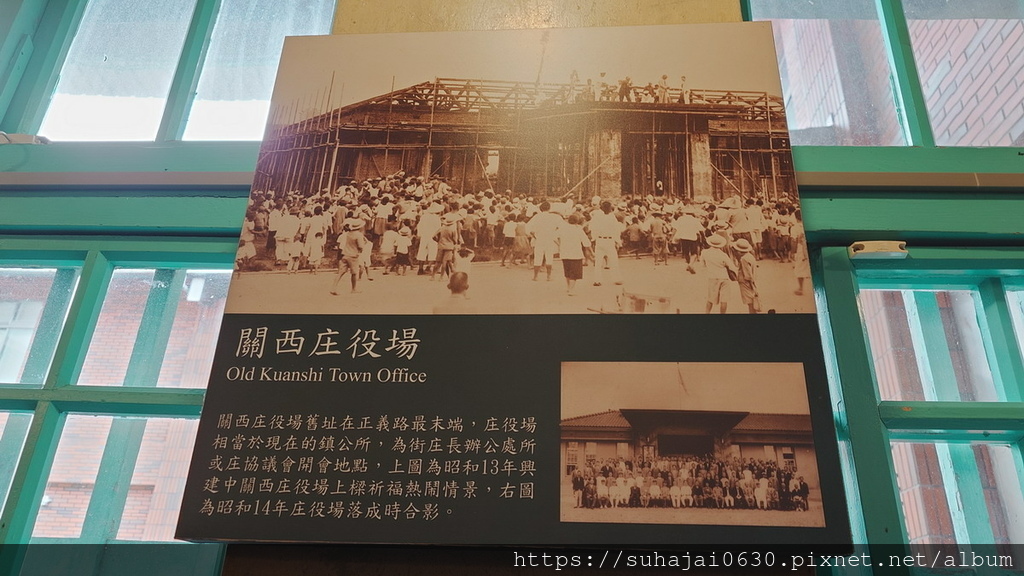 關西庄役場
Old Kuanshi Town Office
關西庄役場舊址在正義路最末端，庄役場
相當於現在的鎮公所，為街庄長辦公處所
或庄協議會開會地點，上圖為昭和13年興
建中關西庄役場上樑祈福熱鬧情景，右圖
為昭和14年庄役場落成時合影。
https://suhajai0630.pixnet.net/album